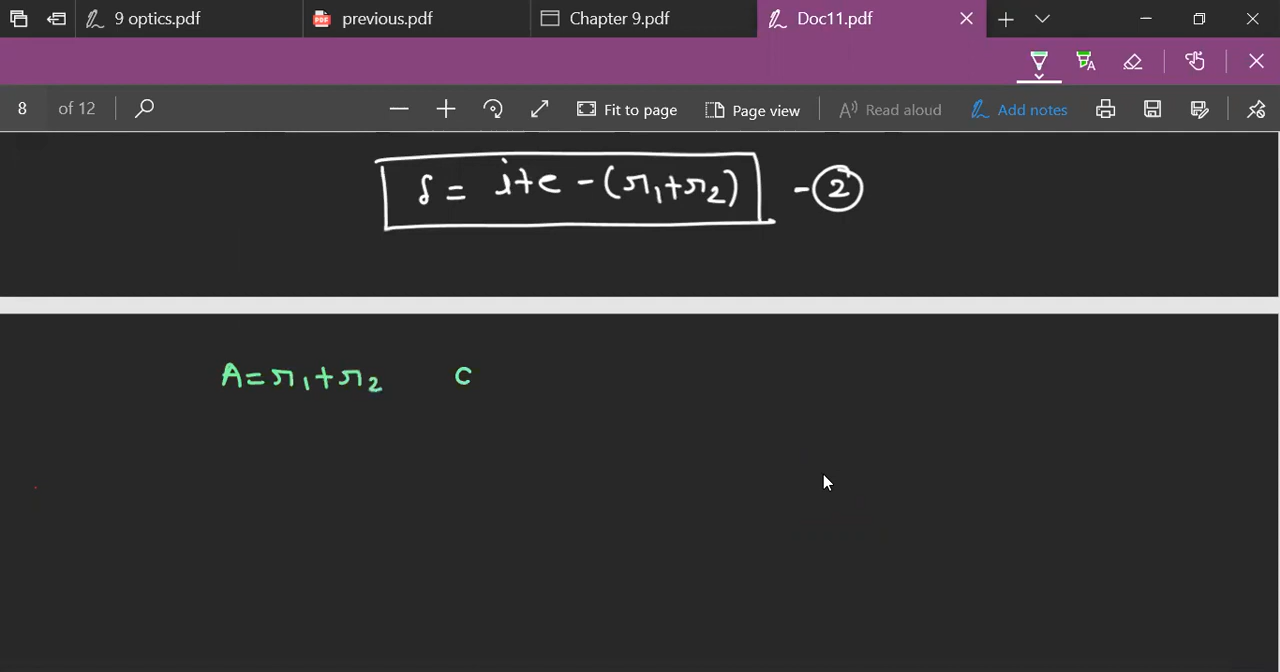 9 optics.pdf previous.pdf Chapter 9.pdf Doc11.pdf
8 of 12 Fit to page Page view Read aloud Add notes
δ = i+e - (r₁+r₂) - ②
A = r₁ + r₂ C